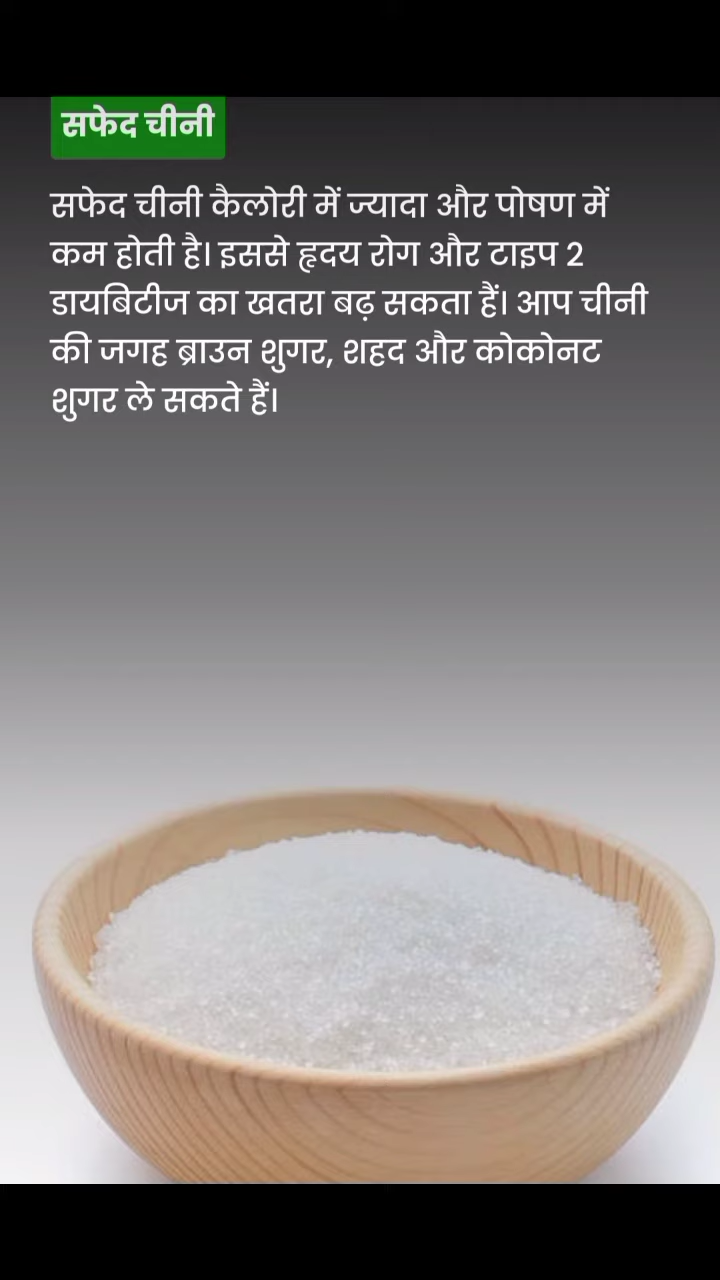 सफेद चीनी
सफेद चीनी कैलोरी में ज्यादा और पोषण में
कम होती है। इससे हृदय रोग और टाइप 2
डायबिटीज का खतरा बढ़ सकता हैं। आप चीनी
की जगह ब्राउन शुगर, शहद और कोकोनट
शुगर ले सकते हैं।